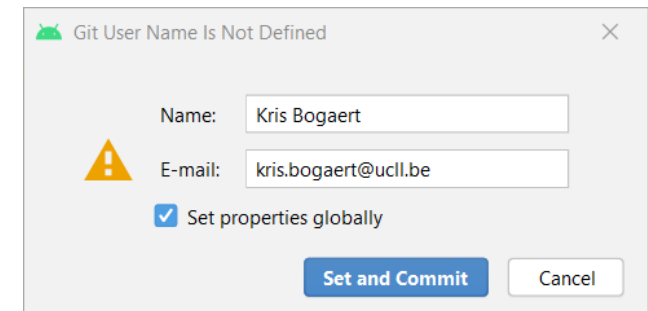 Git User Name Is Not Defined
Name: Kris Bogaert
E-mail: kris.bogaert@ucll.be
Set properties globally
Set and Commit Cancel